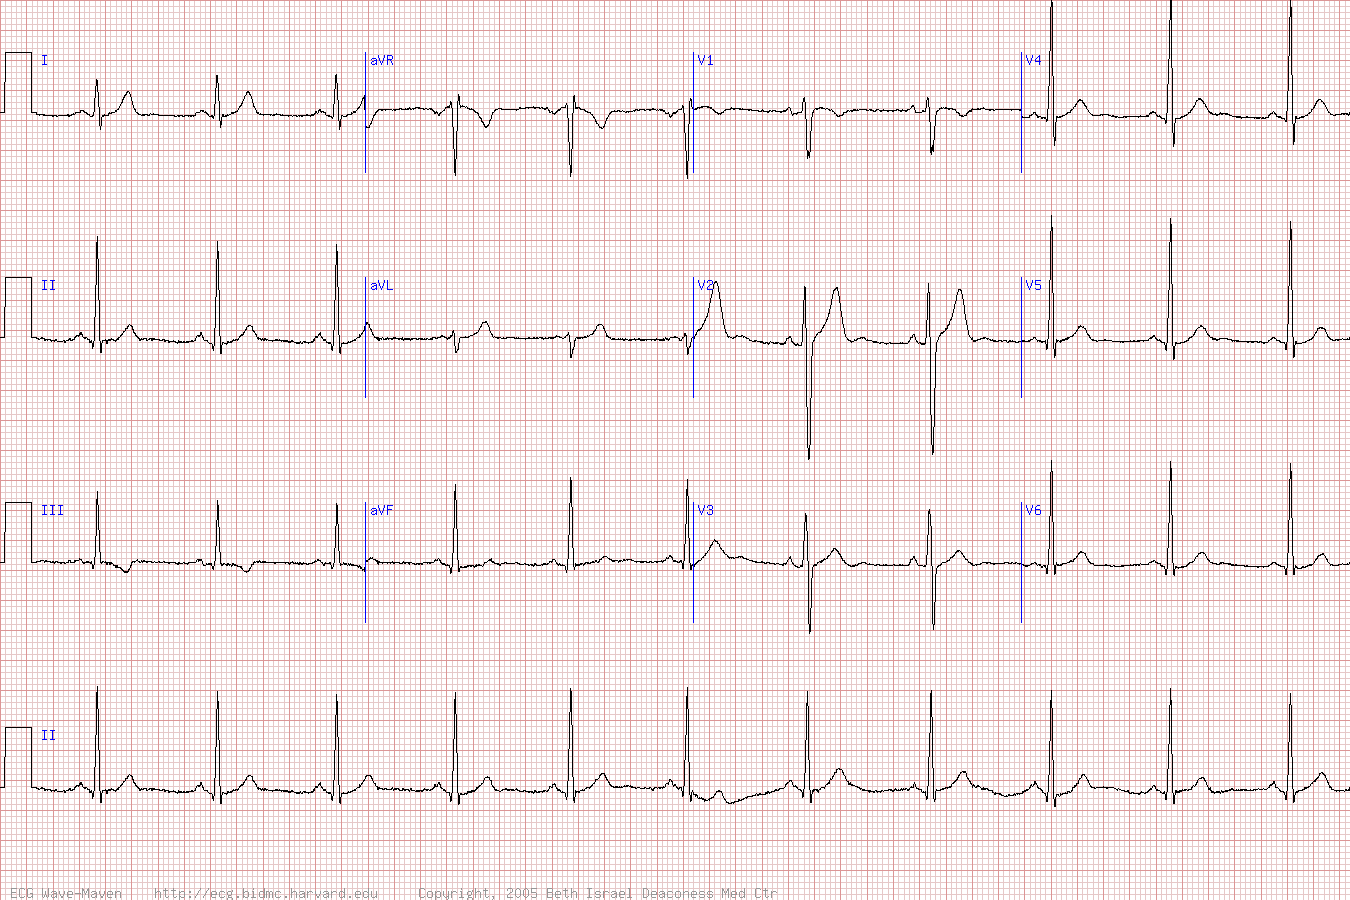 I aVR V1 V4
II aVL V2 V5
III aVF V3 V6
II
ECG Wave-Maven http://ecg.bidmc.harvard.edu Copyright, 2005 Beth Israel Deaconess Med Ctr